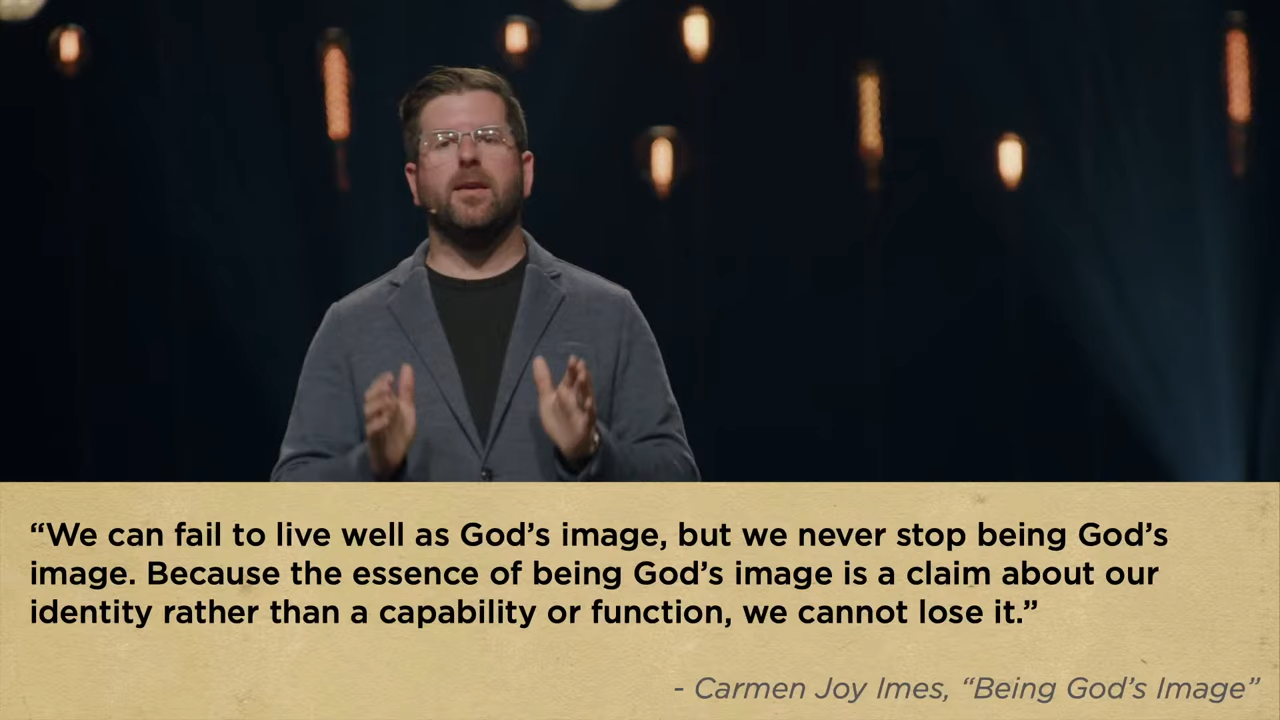 “We can fail to live well as God’s image, but we never stop being God’s
image. Because the essence of being God’s image is a claim about our
identity rather than a capability or function, we cannot lose it.”
- Carmen Joy Imes, “Being God’s Image”